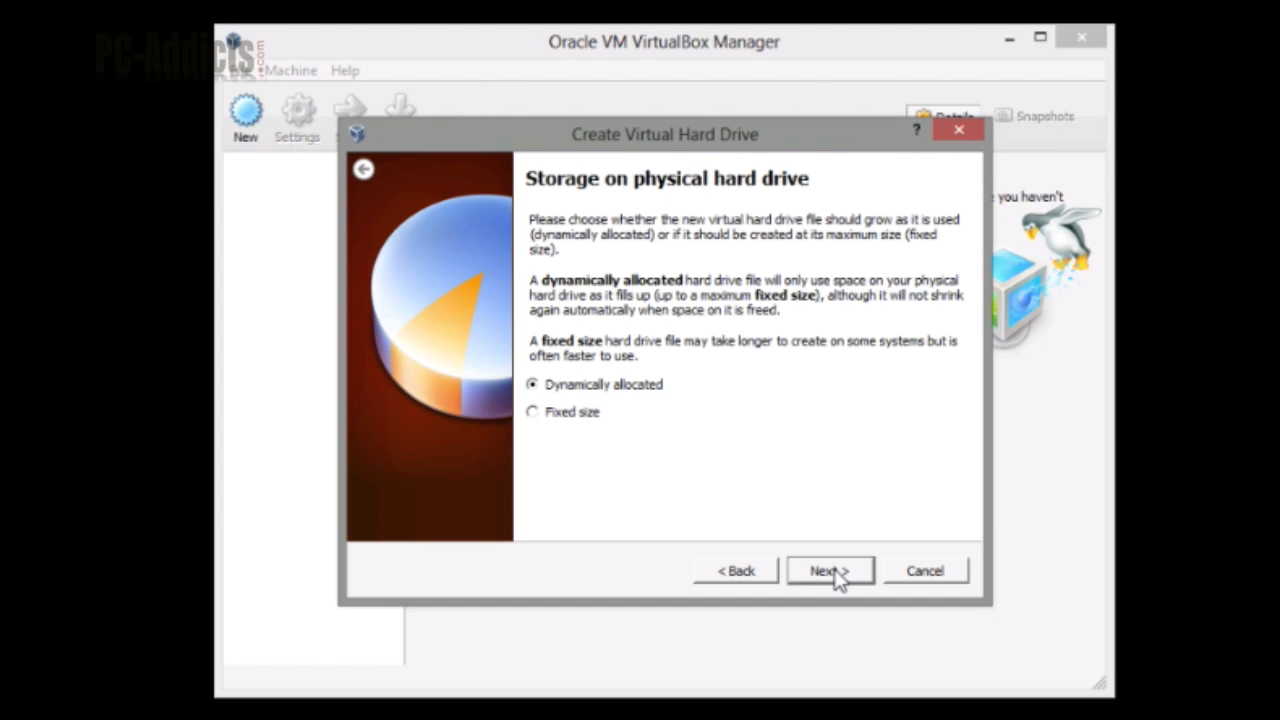 PC-Addicts.com
Oracle VM VirtualBox Manager
Machine Help
New Settings
Details Snapshots
Create Virtual Hard Drive
?
you haven't
Storage on physical hard drive
Please choose whether the new virtual hard drive file should grow as it is used
(dynamically allocated) or if it should be created at its maximum size (fixed
size).
A dynamically allocated hard drive file will only use space on your physical
hard drive as it fills up (up to a maximum fixed size), although it will not shrink
again automatically when space on it is freed.
A fixed size hard drive file may take longer to create on some systems but is
often faster to use.
Dynamically allocated
Fixed size
< Back Next > Cancel